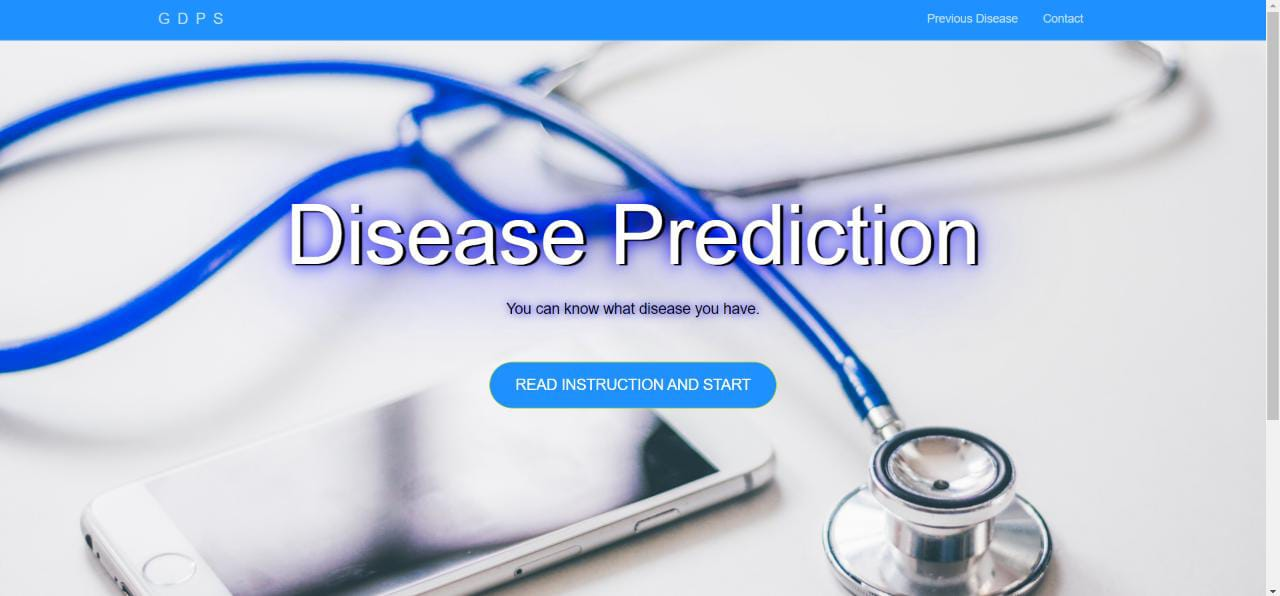 G D P S
Previous Disease
Contact
Disease Prediction
You can know what disease you have.
READ INSTRUCTION AND START